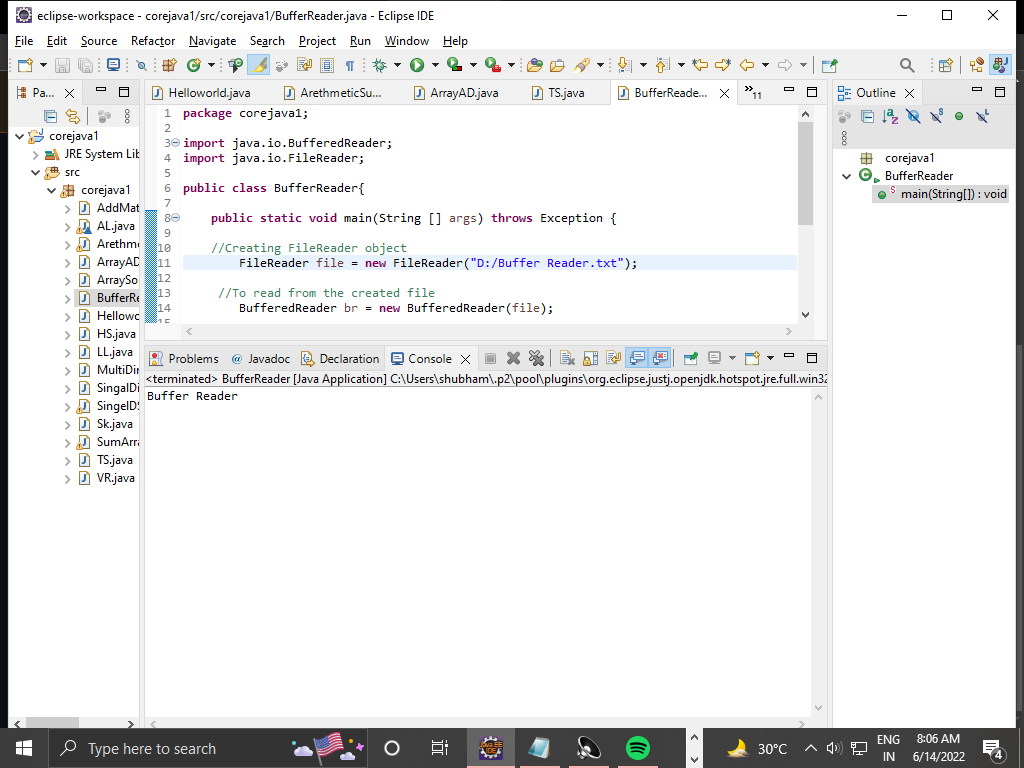 eclipse-workspace - corejava1/src/corejava1/BufferReader.java - Eclipse IDE
File Edit Source Refactor Navigate Search Project Run Window Help
Pa...
Helloworld.java ArethmeticSu... ArrayAD.java TS.java BufferReade... »11
Outline
corejava1
JRE System Lib
src
corejava1
AddMat
AL.java
Arethm
ArrayAD
ArraySo
BufferRe
Hellowo
HS.java
LL.java
MultiDir
SingalDi
SingelDS
Sk.java
SumArra
TS.java
VR.java
1 package corejava1;
2
3 import java.io.BufferedReader;
4 import java.io.FileReader;
5
6 public class BufferReader{
7
8 public static void main(String [] args) throws Exception {
9
10 //Creating FileReader object
11 FileReader file = new FileReader("D:/Buffer Reader.txt");
12
13 //To read from the created file
14 BufferedReader br = new BufferedReader(file);
15
corejava1
BufferReader
main(String[]) : void
Problems @ Javadoc Declaration Console
<terminated> BufferReader [Java Application] C:\Users\shubham\.p2\pool\plugins\org.eclipse.justj.openjdk.hotspot.jre.full.win32
Buffer Reader
Type here to search
30°C
ENG
IN
8:06 AM
6/14/2022
4